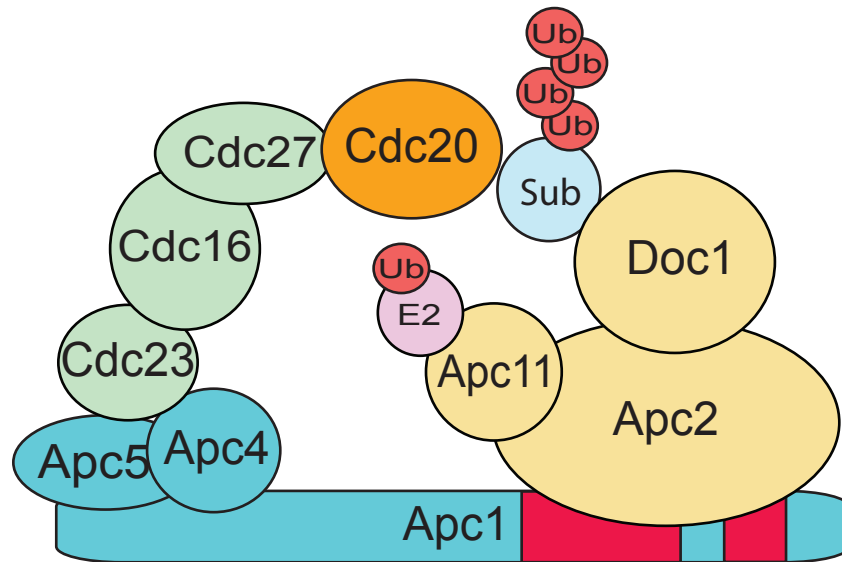 Ub
Ub
Ub
Ub
Cdc27
Cdc20
Sub
Cdc16
Doc1
Ub
E2
Cdc23
Apc11
Apc2
Apc5
Apc4
Apc1